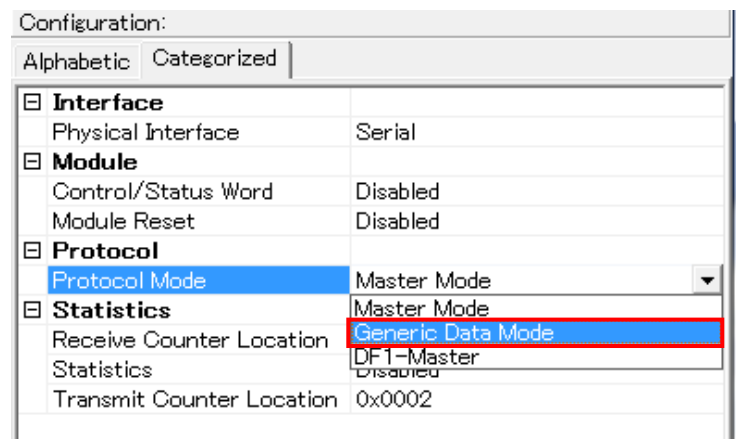 Configuration:
Alphabetic Categorized
Interface
Physical Interface Serial
Module
Control/Status Word Disabled
Module Reset Disabled
Protocol
Protocol Mode Master Mode
Statistics Master Mode
Receive Counter Location Generic Data Mode
DF1-Master
Statistics Disabled
Transmit Counter Location 0x0002